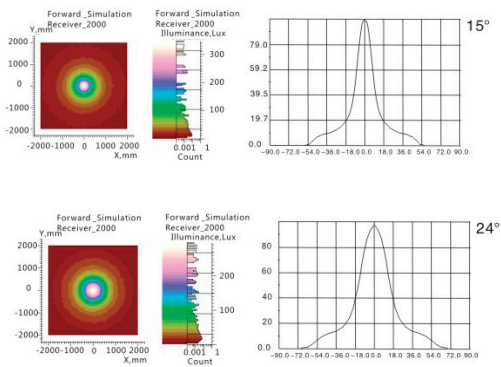 Forward _Simulation
Receiver_2000
Y,mm
2000
1000
0
-1000
-2000
-2000 -1000 0 1000 2000
X,mm
Forward _Simulation
Receiver_2000
Illuminance,Lux
300
200
100
0.001 1
Count
79.0
59.2
39.5
19.7
0.0
-90.0 -72.0 -54.0 -36.0 -18.0 0.0 18.0 36.0 54.0 72.0 90.0
15°
Forward _Simulation
Receiver_2000
Y,mm
2000
1000
0
-1000
-2000
-2000 -1000 0 1000 2000
X,mm
Forward _Simulation
Receiver_2000
Illuminance,Lux
200
100
0.001 1
Count
80
60
40
20
0.0
-90.0 -72.0 -54.0 -36.0 -18.0 0.0 18.0 36.0 54.0 72.0 90.0
24°